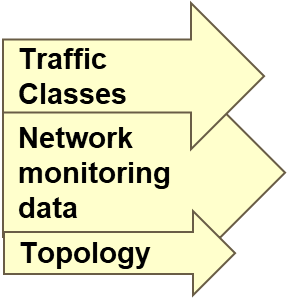 Traffic
Classes
Network
monitoring
data
Topology